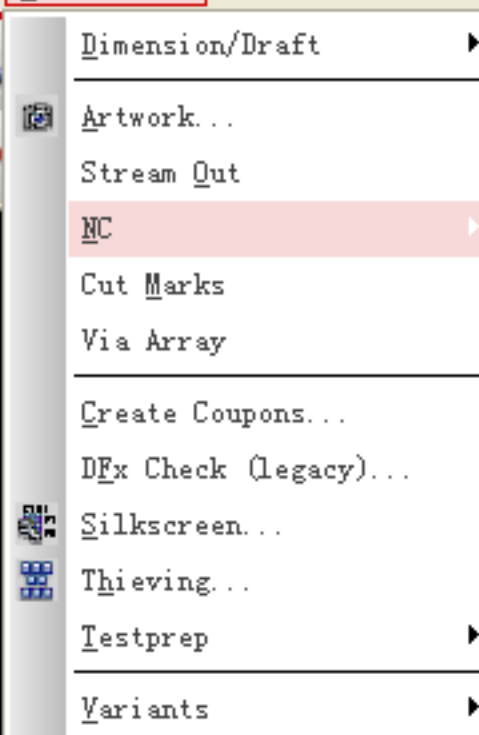 Dimension/Draft
Artwork...
Stream Out
NC
Cut Marks
Via Array
Create Coupons...
DFx Check (legacy)...
Silkscreen...
Thieving...
Testprep
Variants